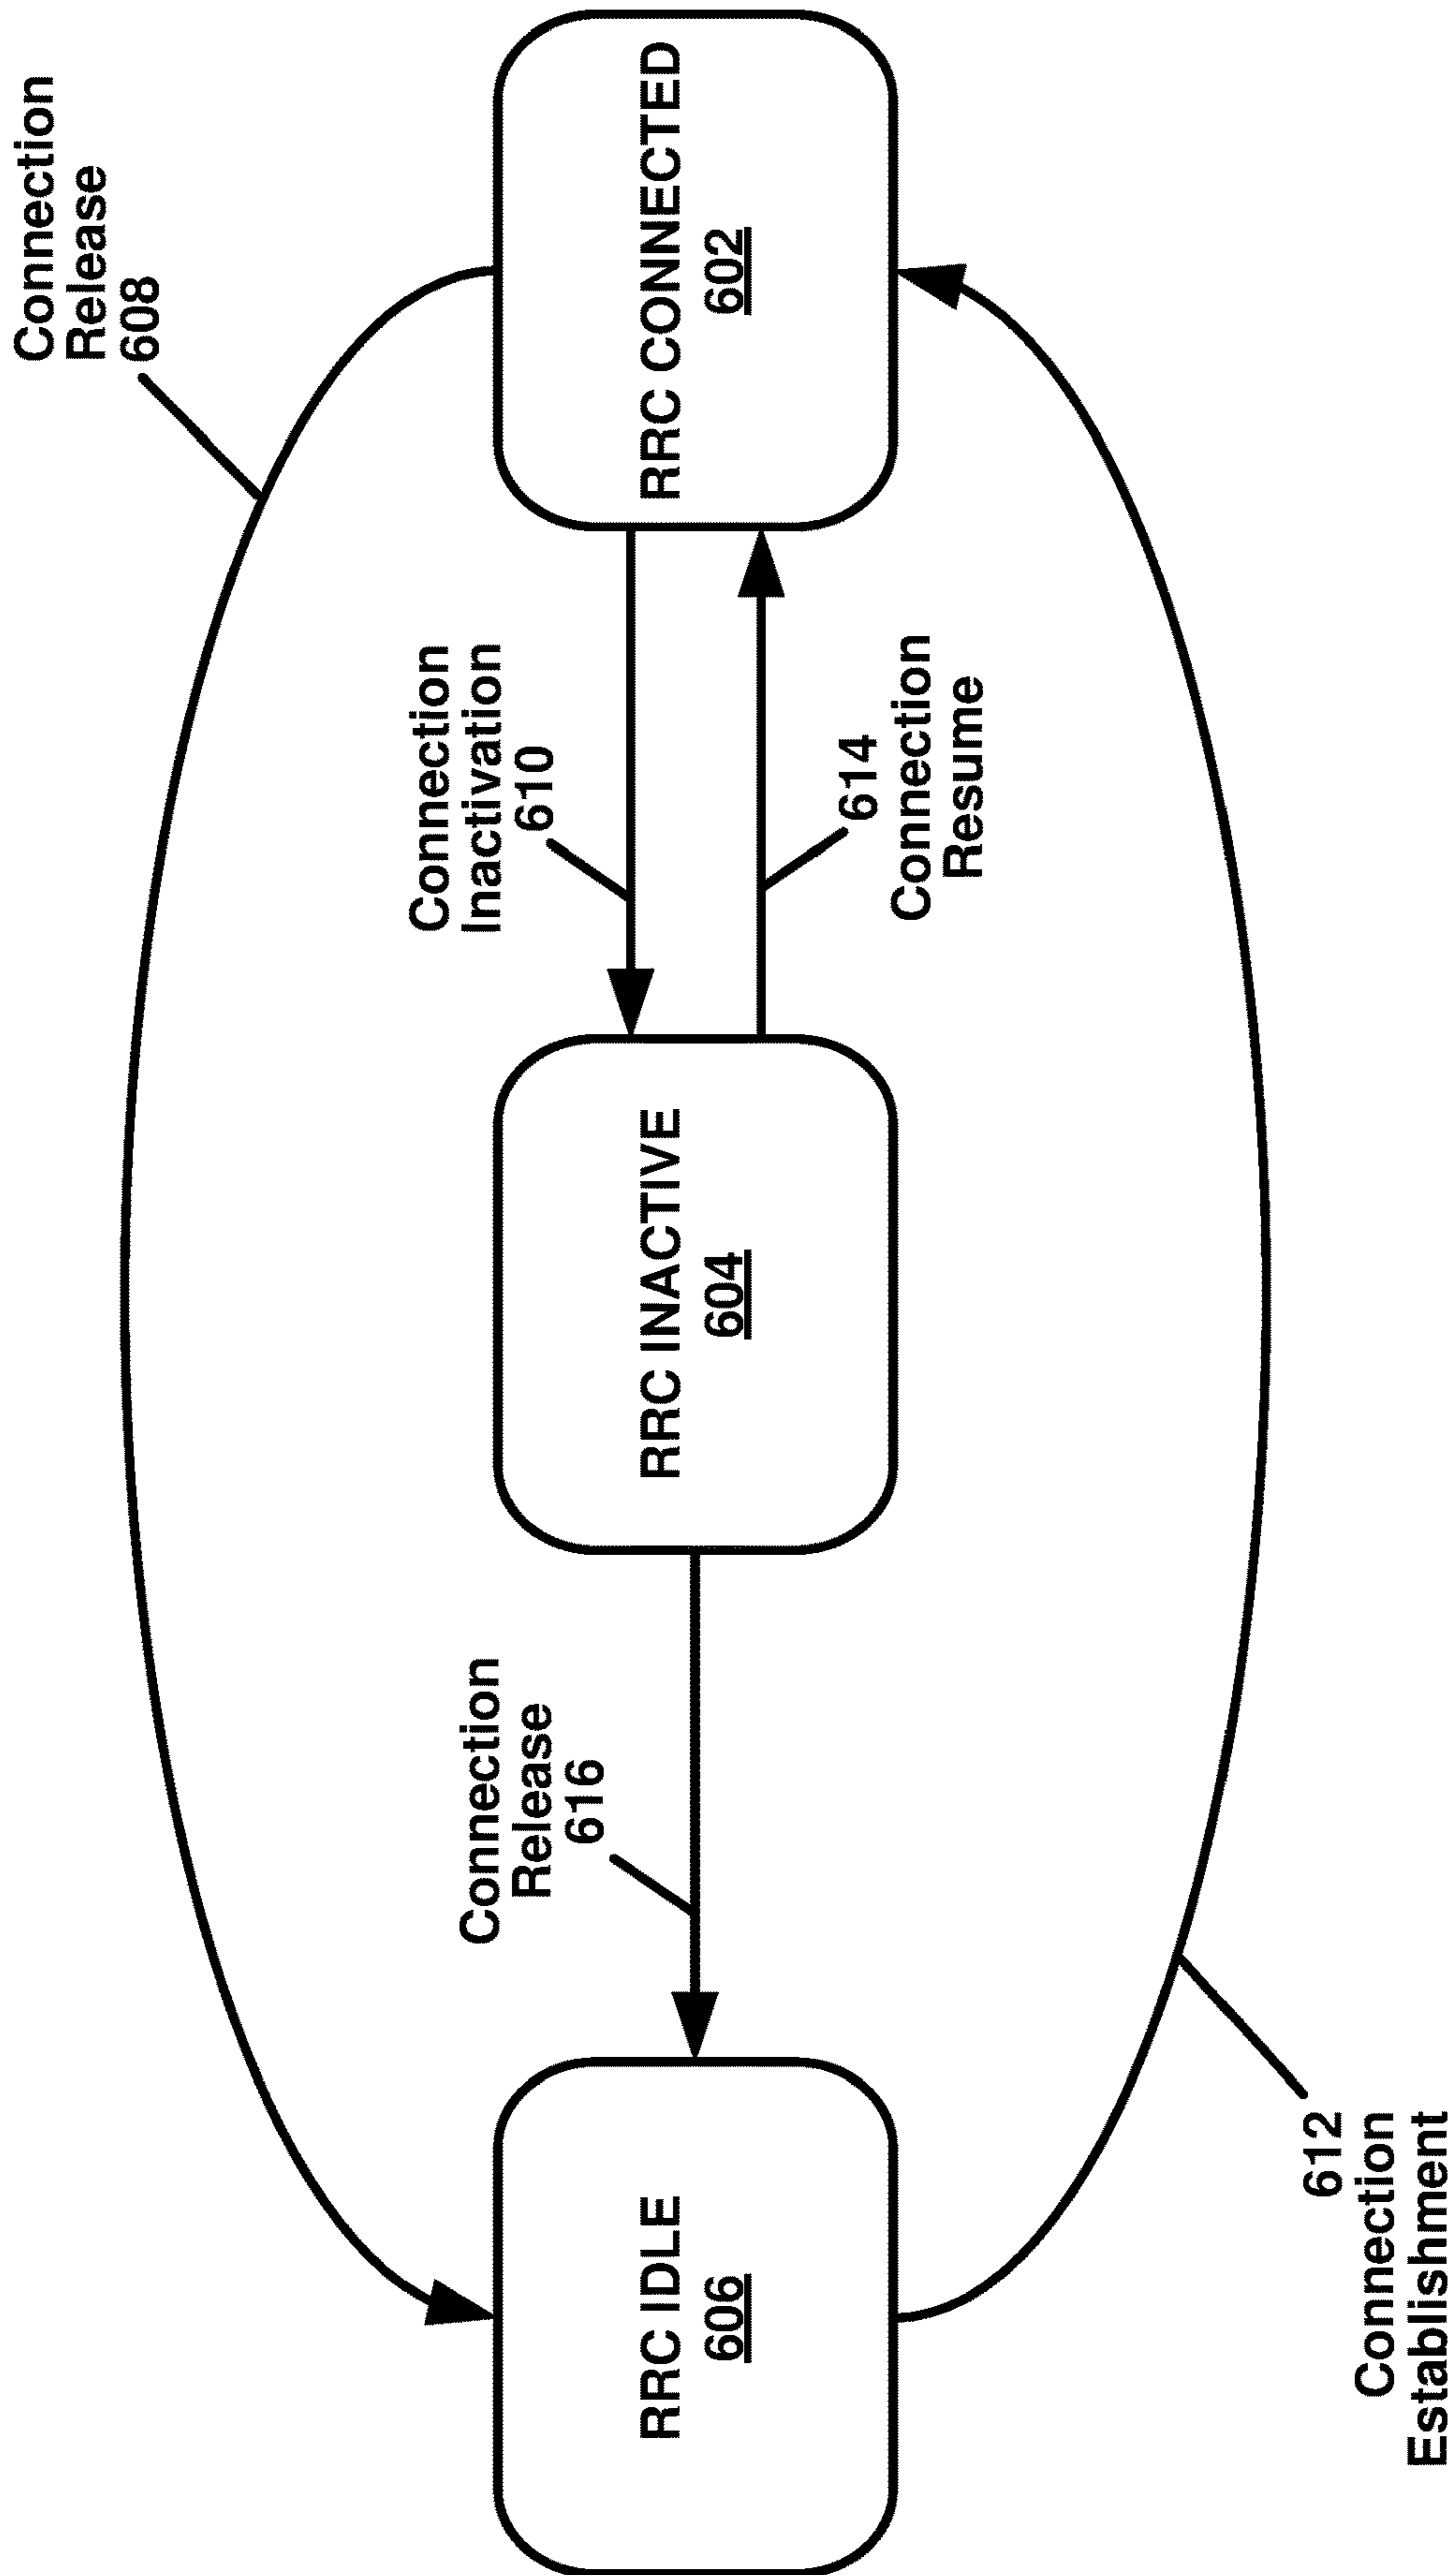 Connection
Release
608
Connection
Inactivation
610
Connection
Release
616
RRC IDLE
606
RRC INACTIVE
604
RRC CONNECTED
602
614
Connection
Resume
612
Connection
Establishment